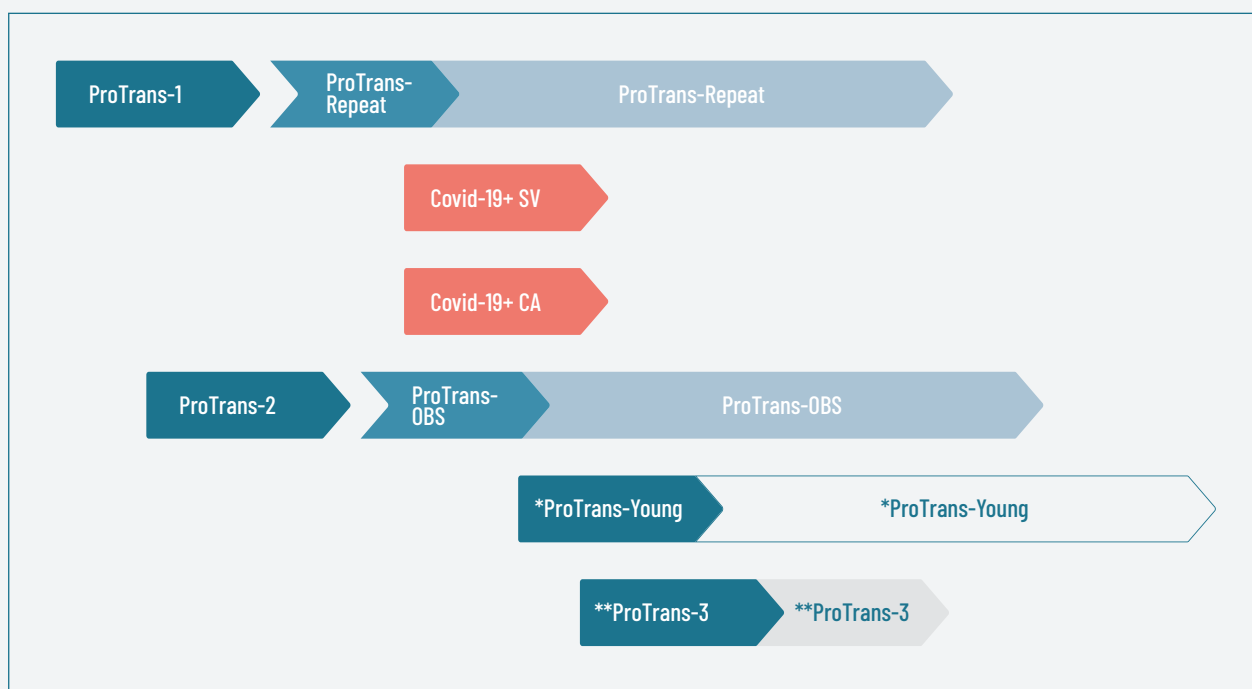 ProTrans-1
ProTrans-
Repeat
ProTrans-Repeat
Covid-19+ SV
Covid-19+ CA
ProTrans-2
ProTrans-
OBS
ProTrans-OBS
*ProTrans-Young
*ProTrans-Young
**ProTrans-3
**ProTrans-3